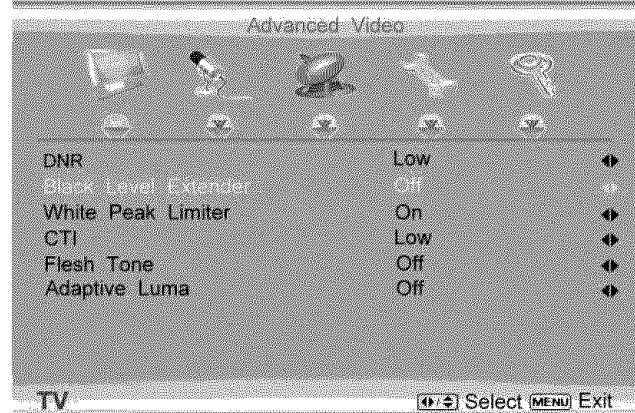 Advanced Video
DNR Low
Black Level Extender Off
White Peak Limiter On
CTI Low
Flesh Tone Off
Adaptive Luma Off
TV Select MENU Exit